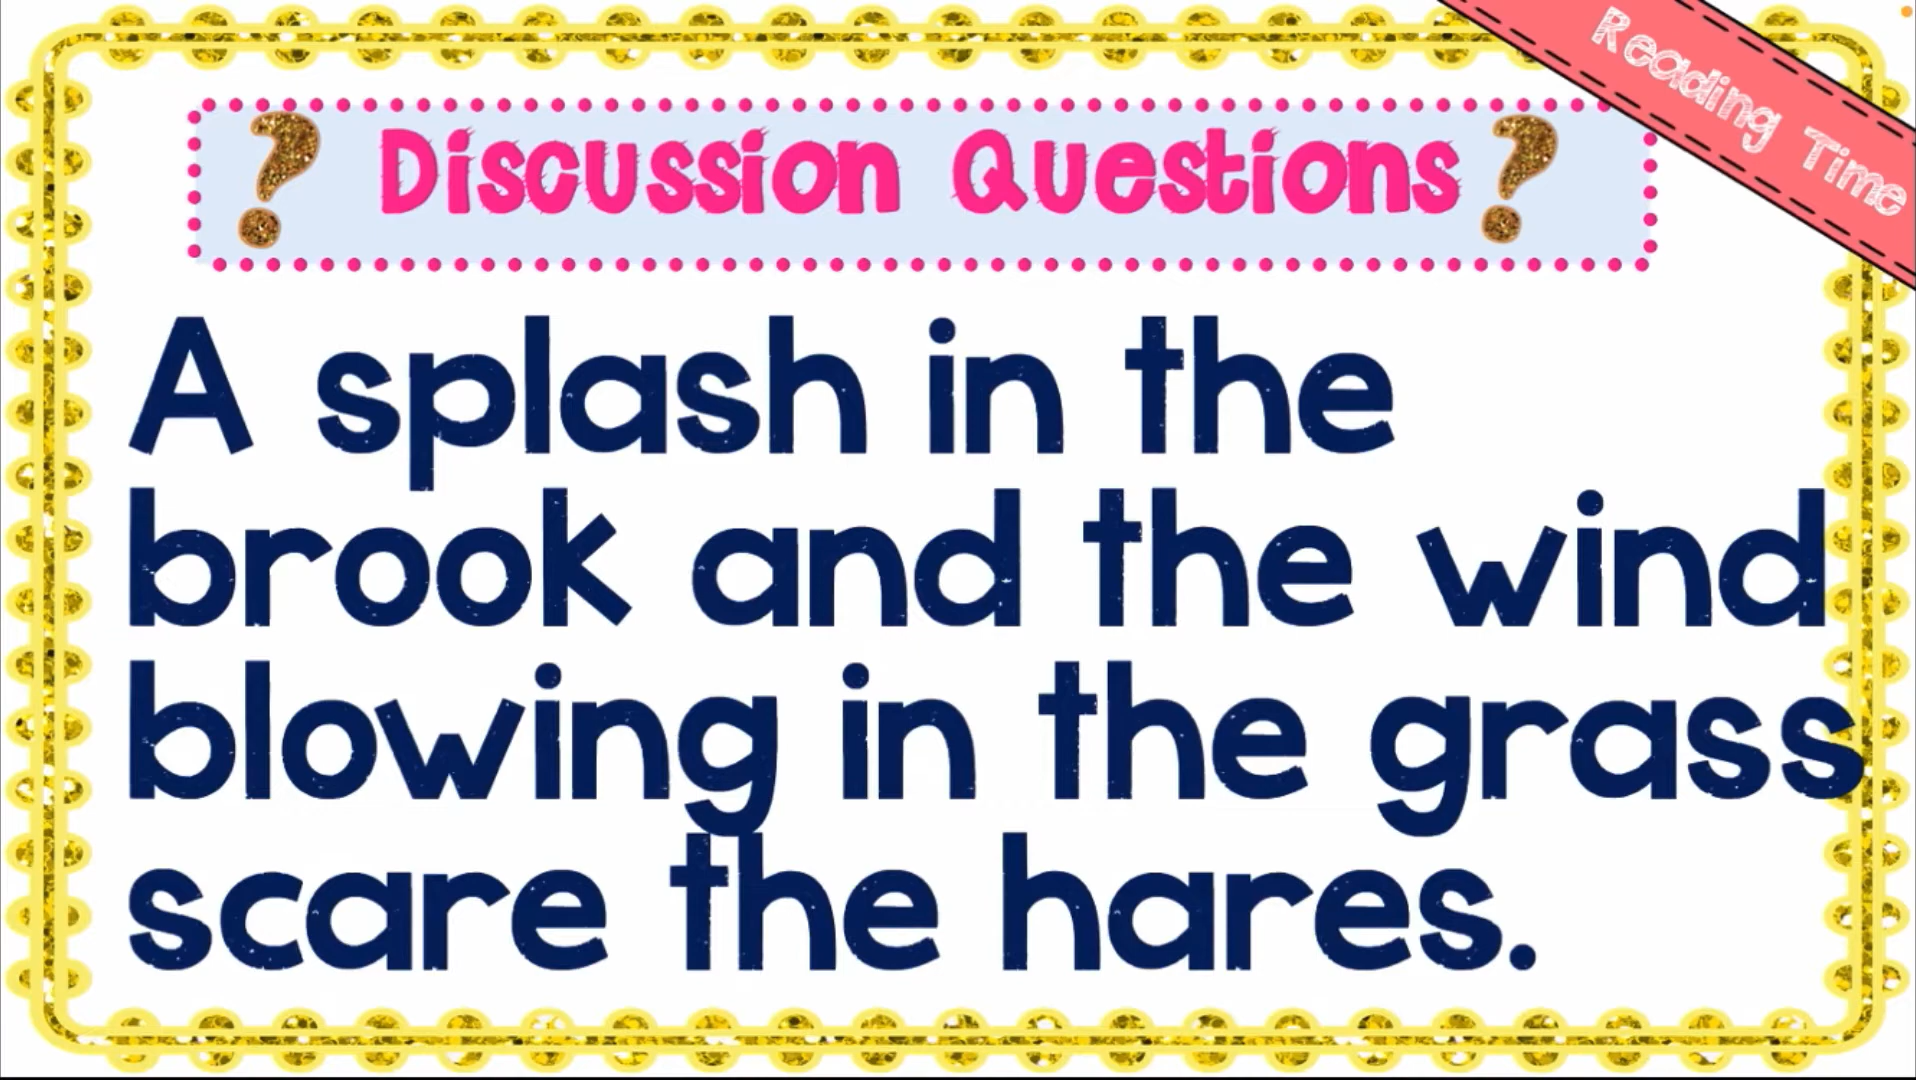 Reading Time
? Discussion Questions ?
A splash in the
brook and the wind
blowing in the grass
scare the hares.